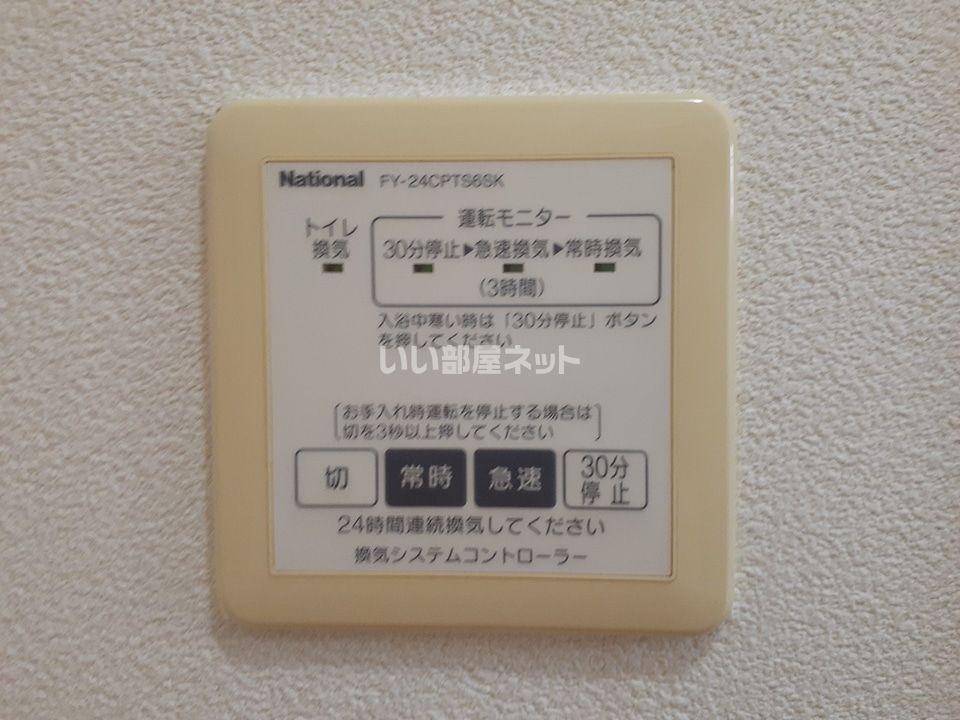 National FY-24CPTS6SK
トイレ
換気
運転モニター
30分停止▶急速換気▶常時換気
(3時間)
入浴中寒い時は「30分停止」ボタン
を押してください
いい部屋ネット
お手入れ時運転を停止する場合は
切を3秒以上押してください
切 常時 急速 30分
停止
24時間連続換気してください
換気システムコントローラー